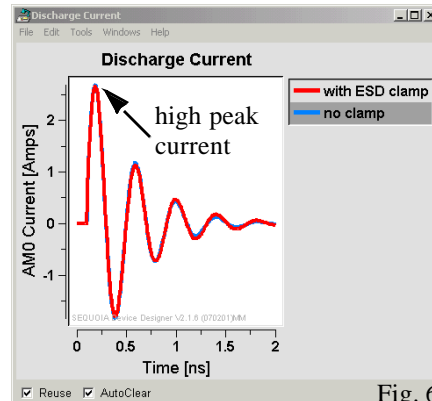 Discharge Current
File Edit Tools Windows Help
Discharge Current
with ESD clamp
no clamp
high peak
current
AM0 Current [Amps]
2
1
0
-1
SEQUOIA Device Designer V2.1.6 (070201)MM
0 0.5 1 1.5 2
Time [ns]
Reuse AutoClear
Fig. 6